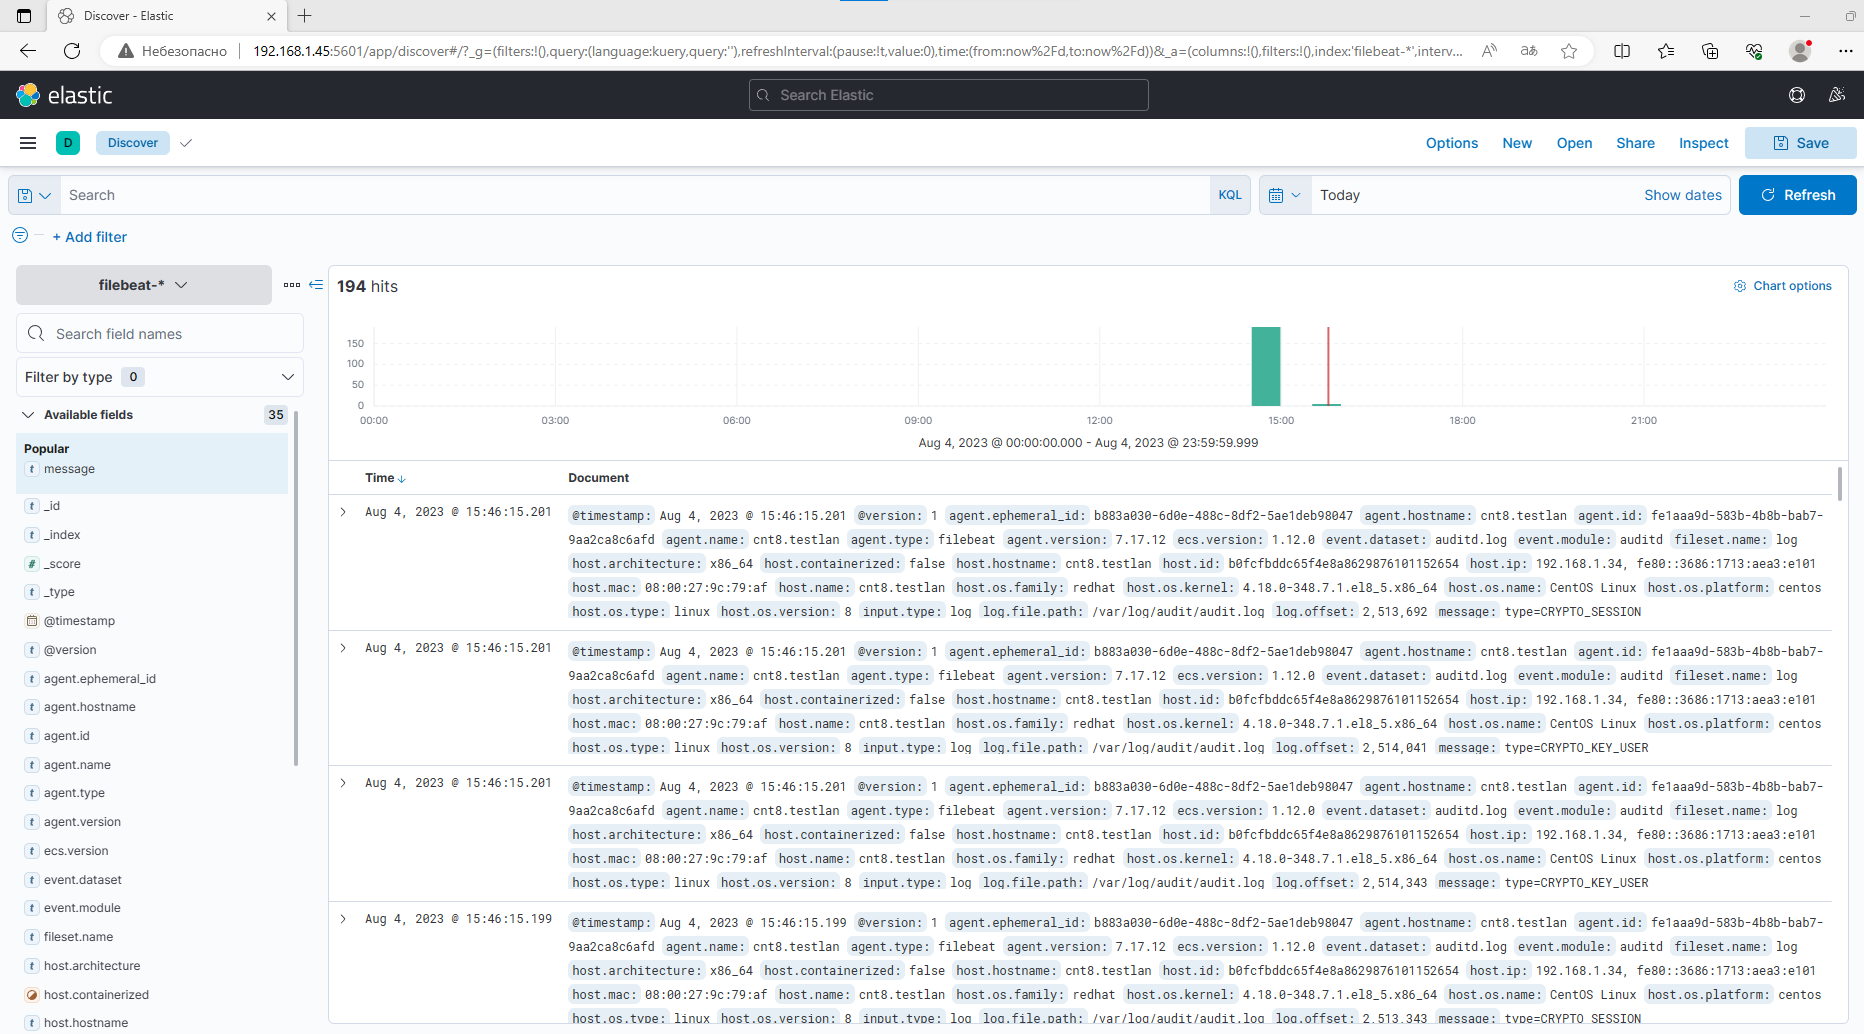 Discover - Elastic
Небезопасно
192.168.1.45:5601/app/discover#/?_g=(filters:!(),query:(language:kuery,query:''),refreshInterval:(pause:!t,value:0),time:(from:now%2Fd,to:now%2Fd))&_a=(columns:!(),filters:!(),index:'filebeat-*',interv...
elastic
Search Elastic
D
Discover
Options
New
Open
Share
Inspect
Save
Search
KQL
Today
Show dates
Refresh
+ Add filter
filebeat-*
194 hits
Chart options
Search field names
Filter by type 0
Available fields 35
Popular
t message
t _id
t _index
# _score
t _type
@timestamp
t @version
t agent.ephemeral_id
t agent.hostname
t agent.id
t agent.name
t agent.type
t agent.version
t ecs.version
t event.dataset
t event.module
t fileset.name
t host.architecture
host.containerized
t host.hostname
150
100
50
0
00:00 03:00 06:00 09:00 12:00 15:00 18:00 21:00
Aug 4, 2023 @ 00:00:00.000 - Aug 4, 2023 @ 23:59:59.999
Time Document
Aug 4, 2023 @ 15:46:15.201
@timestamp: Aug 4, 2023 @ 15:46:15.201 @version: 1 agent.ephemeral_id: b883a030-6d0e-488c-8df2-5ae1deb98047 agent.hostname: cnt8.testlan agent.id: fe1aaa9d-583b-4b8b-bab7-
9aa2ca8c6afd agent.name: cnt8.testlan agent.type: filebeat agent.version: 7.17.12 ecs.version: 1.12.0 event.dataset: auditd.log event.module: auditd fileset.name: log
host.architecture: x86_64 host.containerized: false host.hostname: cnt8.testlan host.id: b0fcfbddc65f4e8a8629876101152654 host.ip: 192.168.1.34, fe80::3686:1713:aea3:e101
host.mac: 08:00:27:9c:79:af host.name: cnt8.testlan host.os.family: redhat host.os.kernel: 4.18.0-348.7.1.el8_5.x86_64 host.os.name: CentOS Linux host.os.platform: centos
host.os.type: linux host.os.version: 8 input.type: log log.file.path: /var/log/audit/audit.log log.offset: 2,513,692 message: type=CRYPTO_SESSION
Aug 4, 2023 @ 15:46:15.201
@timestamp: Aug 4, 2023 @ 15:46:15.201 @version: 1 agent.ephemeral_id: b883a030-6d0e-488c-8df2-5ae1deb98047 agent.hostname: cnt8.testlan agent.id: fe1aaa9d-583b-4b8b-bab7-
9aa2ca8c6afd agent.name: cnt8.testlan agent.type: filebeat agent.version: 7.17.12 ecs.version: 1.12.0 event.dataset: auditd.log event.module: auditd fileset.name: log
host.architecture: x86_64 host.containerized: false host.hostname: cnt8.testlan host.id: b0fcfbddc65f4e8a8629876101152654 host.ip: 192.168.1.34, fe80::3686:1713:aea3:e101
host.mac: 08:00:27:9c:79:af host.name: cnt8.testlan host.os.family: redhat host.os.kernel: 4.18.0-348.7.1.el8_5.x86_64 host.os.name: CentOS Linux host.os.platform: centos
host.os.type: linux host.os.version: 8 input.type: log log.file.path: /var/log/audit/audit.log log.offset: 2,514,041 message: type=CRYPTO_KEY_USER
Aug 4, 2023 @ 15:46:15.201
@timestamp: Aug 4, 2023 @ 15:46:15.201 @version: 1 agent.ephemeral_id: b883a030-6d0e-488c-8df2-5ae1deb98047 agent.hostname: cnt8.testlan agent.id: fe1aaa9d-583b-4b8b-bab7-
9aa2ca8c6afd agent.name: cnt8.testlan agent.type: filebeat agent.version: 7.17.12 ecs.version: 1.12.0 event.dataset: auditd.log event.module: auditd fileset.name: log
host.architecture: x86_64 host.containerized: false host.hostname: cnt8.testlan host.id: b0fcfbddc65f4e8a8629876101152654 host.ip: 192.168.1.34, fe80::3686:1713:aea3:e101
host.mac: 08:00:27:9c:79:af host.name: cnt8.testlan host.os.family: redhat host.os.kernel: 4.18.0-348.7.1.el8_5.x86_64 host.os.name: CentOS Linux host.os.platform: centos
host.os.type: linux host.os.version: 8 input.type: log log.file.path: /var/log/audit/audit.log log.offset: 2,514,343 message: type=CRYPTO_KEY_USER
Aug 4, 2023 @ 15:46:15.199
@timestamp: Aug 4, 2023 @ 15:46:15.199 @version: 1 agent.ephemeral_id: b883a030-6d0e-488c-8df2-5ae1deb98047 agent.hostname: cnt8.testlan agent.id: fe1aaa9d-583b-4b8b-bab7-
9aa2ca8c6afd agent.name: cnt8.testlan agent.type: filebeat agent.version: 7.17.12 ecs.version: 1.12.0 event.dataset: auditd.log event.module: auditd fileset.name: log
host.architecture: x86_64 host.containerized: false host.hostname: cnt8.testlan host.id: b0fcfbddc65f4e8a8629876101152654 host.ip: 192.168.1.34, fe80::3686:1713:aea3:e101
host.mac: 08:00:27:9c:79:af host.name: cnt8.testlan host.os.family: redhat host.os.kernel: 4.18.0-348.7.1.el8_5.x86_64 host.os.name: CentOS Linux host.os.platform: centos
host.os.type: linux host.os.version: 8 input.type: log log.file.path: /var/log/audit/audit.log log.offset: 2,513,343 message: type=CRYPTO_SESSION